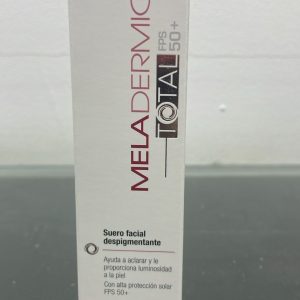 MELADERMIC
TOTAL
FPS
50+
Suero facial
despigmentante
Ayuda a aclarar y le
proporciona luminosidad
a la piel
Con alta protección solar
FPS 50+